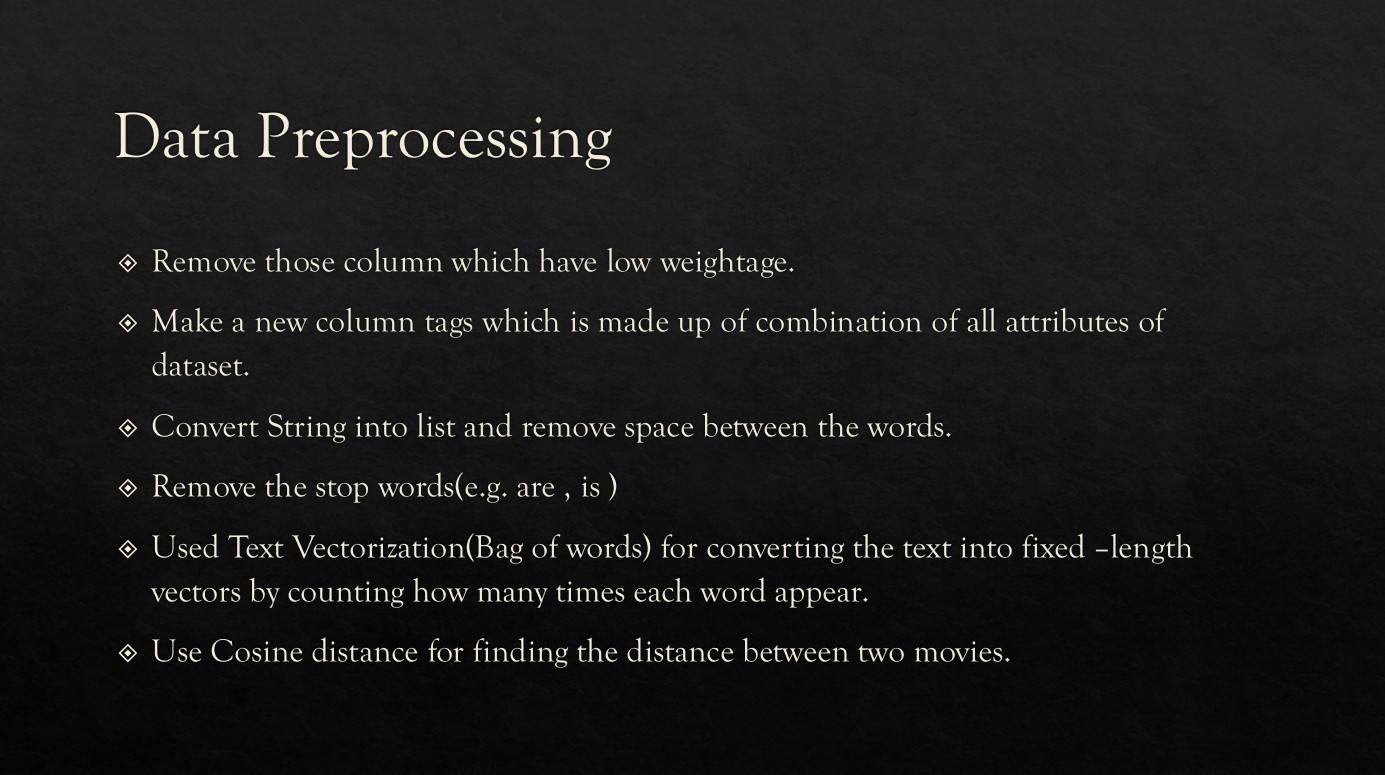 Data Preprocessing
Remove those column which have low weightage.
Make a new column tags which is made up of combination of all attributes of
dataset.
Convert String into list and remove space between the words.
Remove the stop words(e.g. are , is )
Used Text Vectorization(Bag of words) for converting the text into fixed –length
vectors by counting how many times each word appear.
Use Cosine distance for finding the distance between two movies.